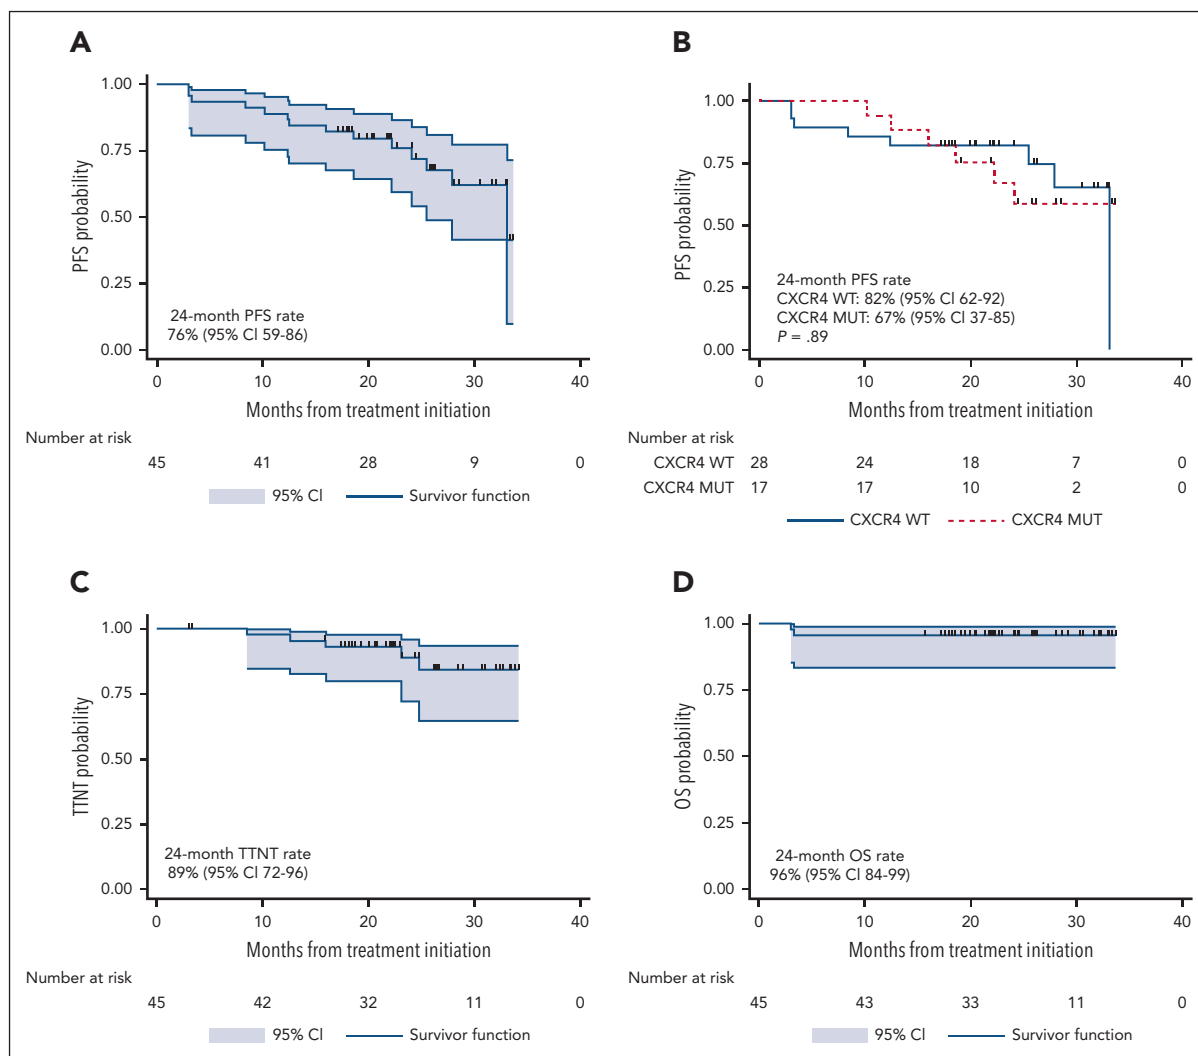 A
1.00
0.75
0.50
0.25
0.00
PFS probability
24-month PFS rate
76% (95% CI 59-86)
0 10 20 30 40
Months from treatment initiation
Number at risk
45 41 28 9 0
95% CI Survivor function
B
1.00
0.75
0.50
0.25
0.00
PFS probability
24-month PFS rate
CXCR4 WT: 82% (95% CI 62-92)
CXCR4 MUT: 67% (95% CI 37-85)
P = .89
0 10 20 30 40
Months from treatment initiation
Number at risk
CXCR4 WT 28 24 18 7 0
CXCR4 MUT 17 17 10 2 0
CXCR4 WT CXCR4 MUT
C
1.00
0.75
0.50
0.25
0.00
TTNT probability
24-month TTNT rate
89% (95% CI 72-96)
0 10 20 30 40
Months from treatment initiation
Number at risk
45 42 32 11 0
95% CI Survivor function
D
1.00
0.75
0.50
0.25
0.00
OS probability
24-month OS rate
96% (95% CI 84-99)
0 10 20 30 40
Months from treatment initiation
Number at risk
45 43 33 11 0
95% CI Survivor function